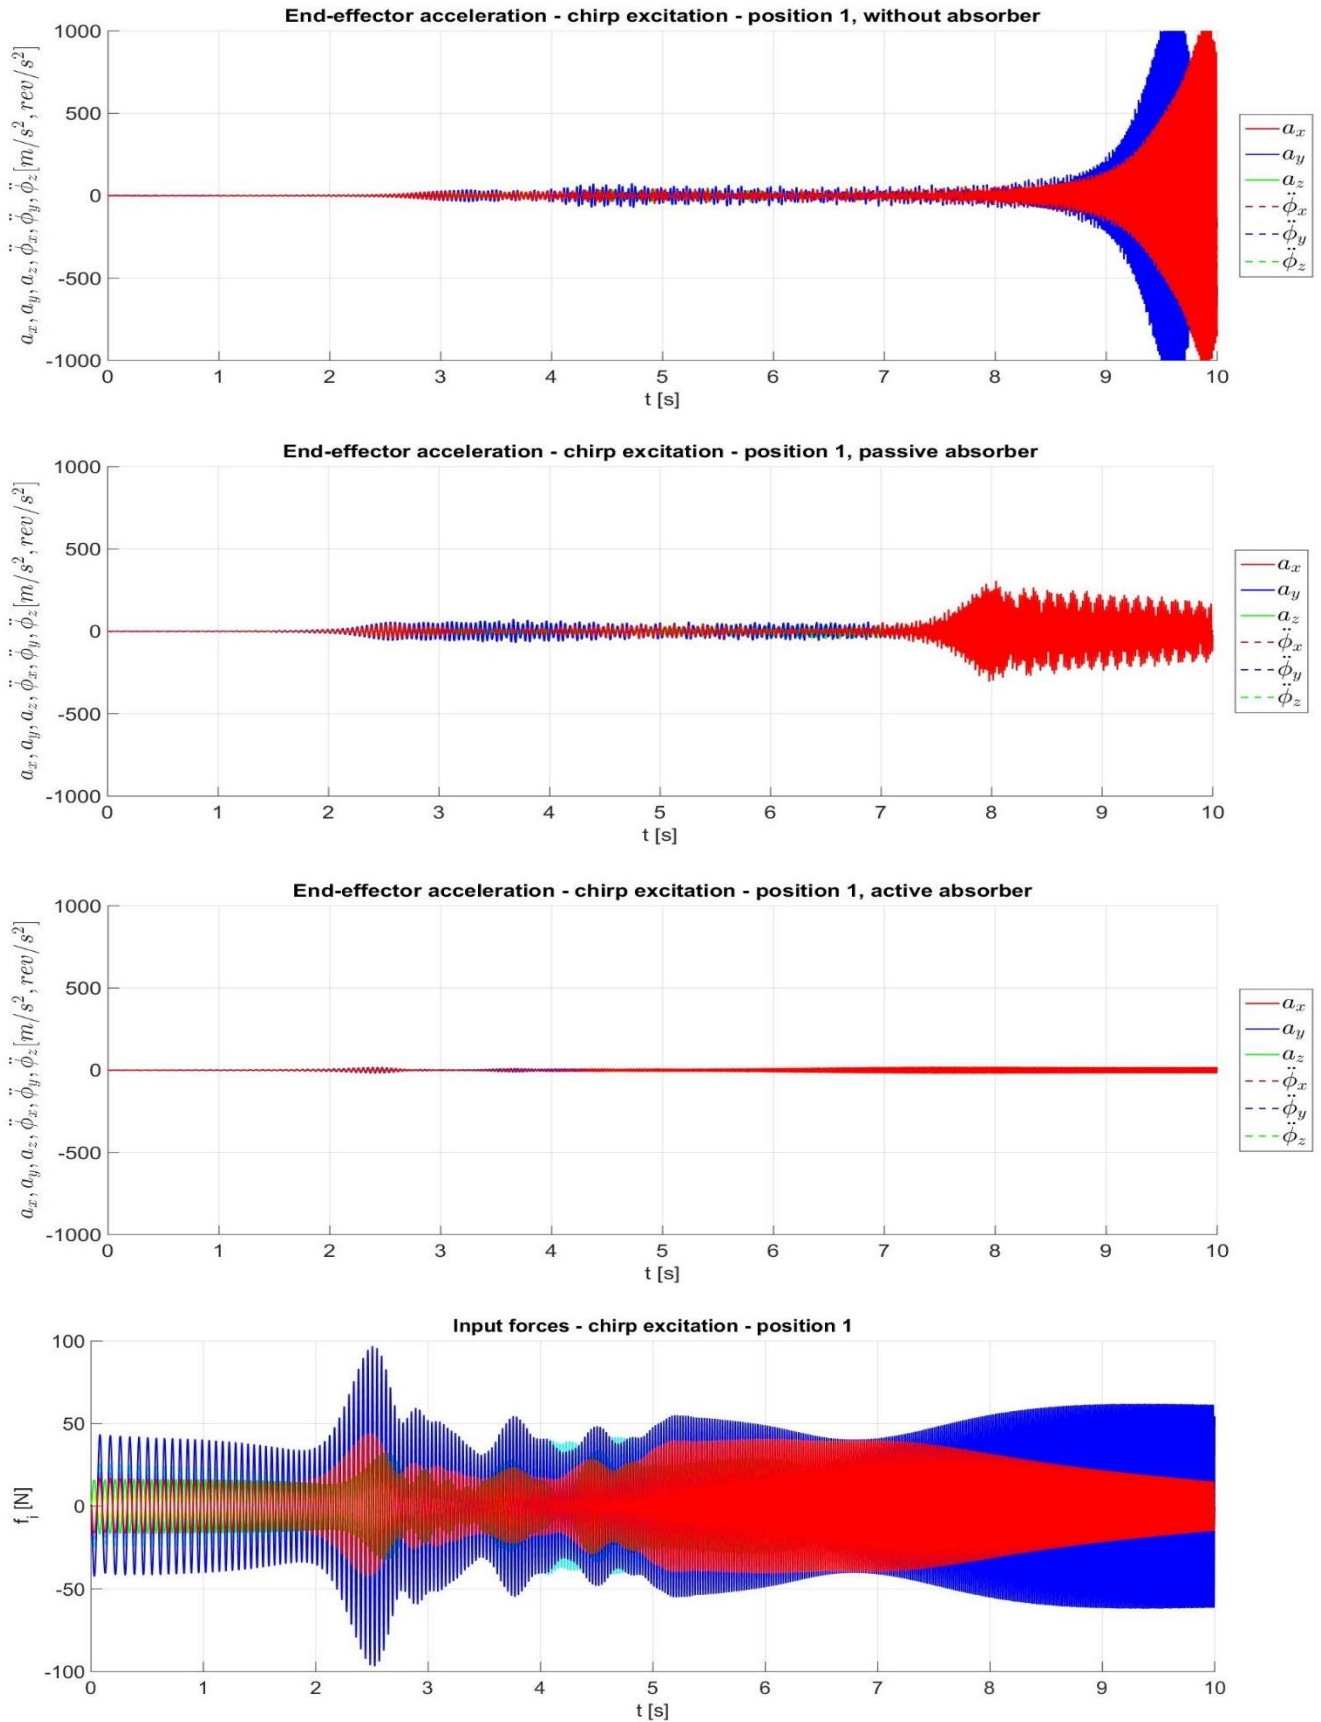 End-effector acceleration - chirp excitation - position 1, without absorber
a_x, a_y, a_z, φ̈_x, φ̈_y, φ̈_z[m/s², rev/s²]
1000
500
0
-500
-1000
0 1 2 3 4 5 6 7 8 9 10
t [s]
a_x
a_y
a_z
φ̈_x
φ̈_y
φ̈_z
End-effector acceleration - chirp excitation - position 1, passive absorber
a_x, a_y, a_z, φ̈_x, φ̈_y, φ̈_z[m/s², rev/s²]
1000
500
0
-500
-1000
0 1 2 3 4 5 6 7 8 9 10
t [s]
a_x
a_y
a_z
φ̈_x
φ̈_y
φ̈_z
End-effector acceleration - chirp excitation - position 1, active absorber
a_x, a_y, a_z, φ̈_x, φ̈_y, φ̈_z[m/s², rev/s²]
1000
500
0
-500
-1000
0 1 2 3 4 5 6 7 8 9 10
t [s]
a_x
a_y
a_z
φ̈_x
φ̈_y
φ̈_z
Input forces - chirp excitation - position 1
f_i [N]
100
50
0
-50
-100
0 1 2 3 4 5 6 7 8 9 10
t [s]